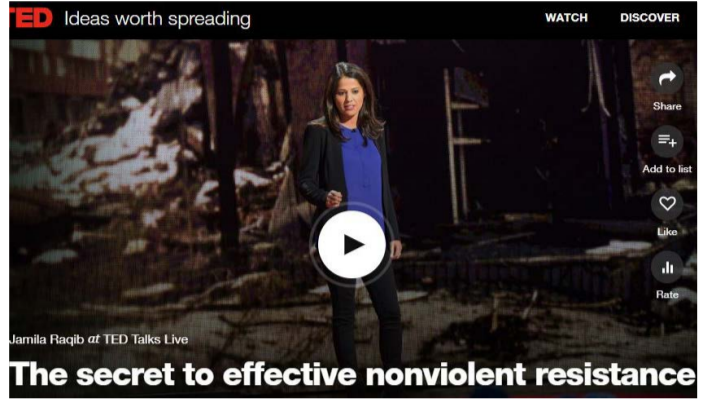 TED Ideas worth spreading WATCH DISCOVER
Share
Add to list
Like
Rate
Jamila Raqib at TED Talks Live
The secret to effective nonviolent resistance